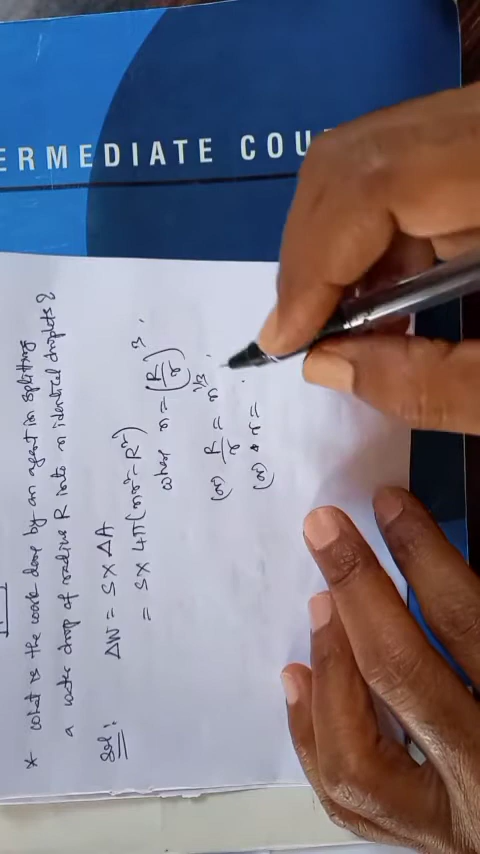 ERMEDIATE COU
* what is the work done by an agent in splitting
a water drop of radius R into n identical droplets?
Sol: ΔW = S × ΔA
= S × 4π(nr² - R²)
when n = (R/r)³.
(or) R/r = n^1/3.
(or) r =